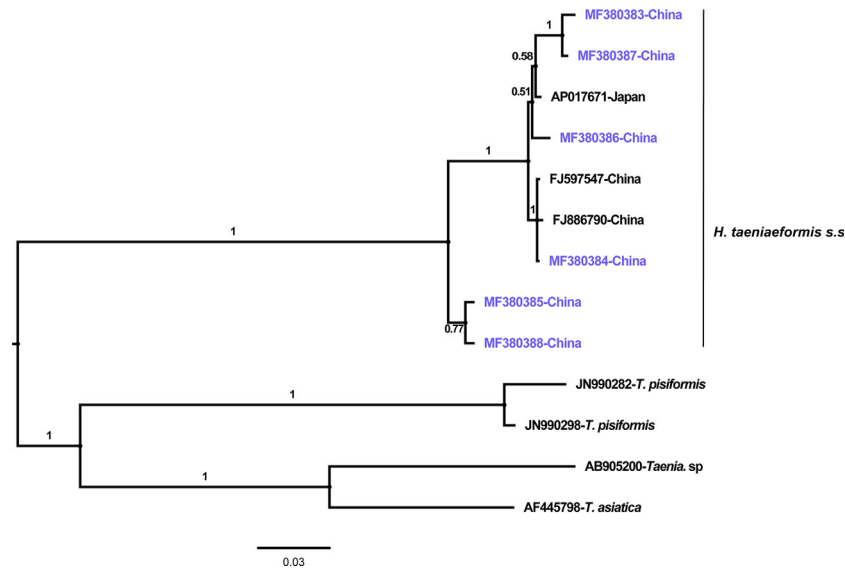 1
MF380383-China
0.58
MF380387-China
0.51
AP017671-Japan
MF380386-China
1
FJ597547-China
1
FJ886790-China
1
H. taeniaeformis s.s
MF380384-China
MF380385-China
0.77
MF380388-China
JN990282-T. pisiformis
1
JN990298-T. pisiformis
1
AB905200-Taenia. sp
1
AF445798-T. asiatica
0.03